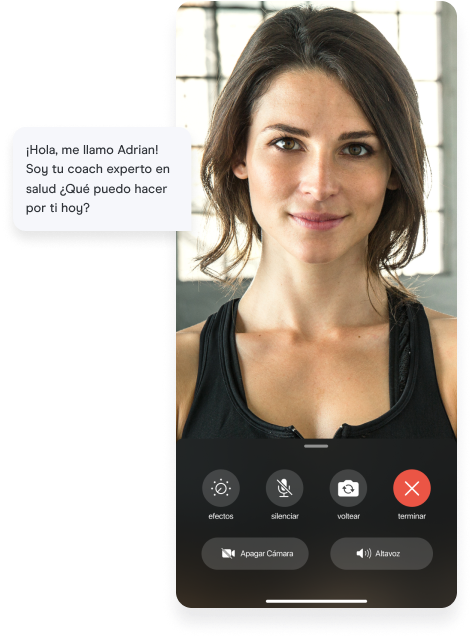 ¡Hola, me llamo Adrian!
Soy tu coach experto en
salud ¿Qué puedo hacer
por ti hoy?
efectos
silenciar
voltear
terminar
Apagar Cámara
Altavoz